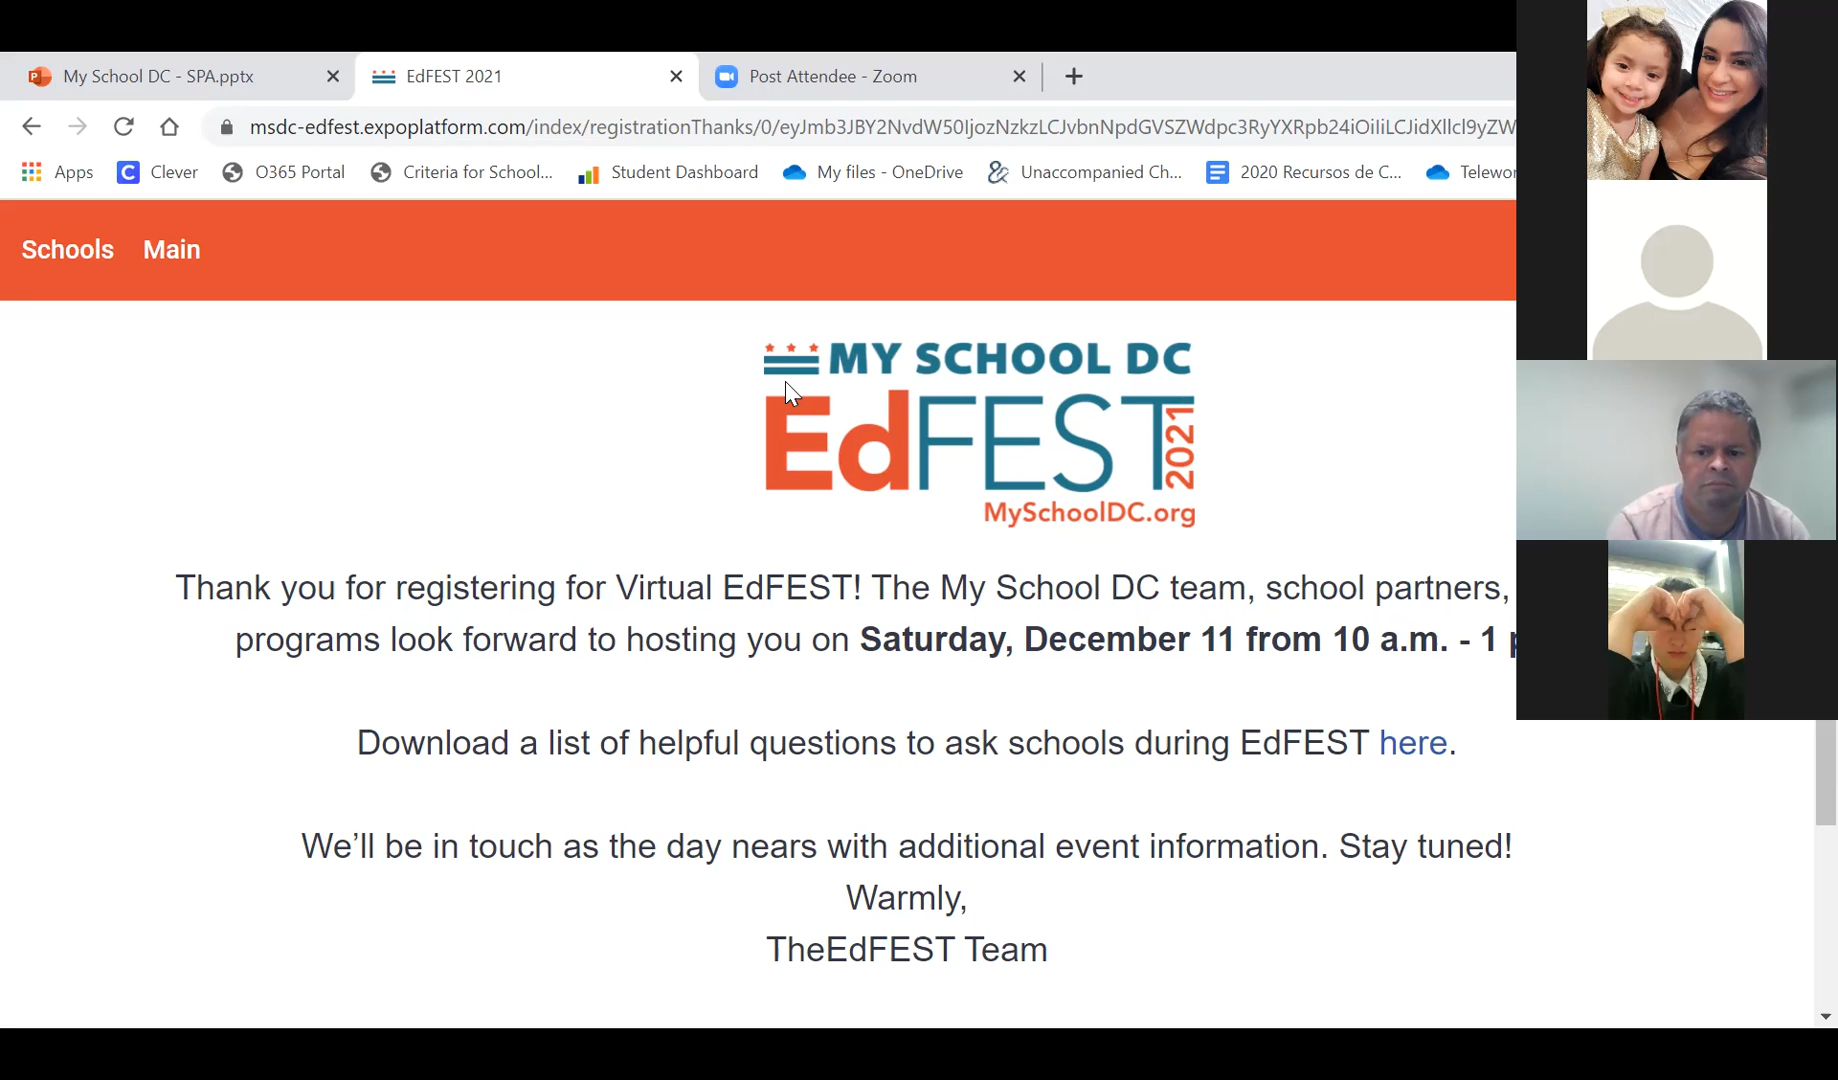 My School DC - SPA.pptx
EdFEST 2021
Post Attendee - Zoom
msdc-edfest.expoplatform.com/index/registrationThanks/0/eyJmb3JBY2NvdW50IjozNzkzLCJvbnNpdGVSZWdpc3RyYXRpb24iOiIiLCJidXllcl9yZW
Apps
Clever
O365 Portal
Criteria for School...
Student Dashboard
My files - OneDrive
Unaccompanied Ch...
2020 Recursos de C...
Telewor
Schools Main
MY SCHOOL DC
EdFEST 2021
MySchoolDC.org
Thank you for registering for Virtual EdFEST! The My School DC team, school partners,
programs look forward to hosting you on Saturday, December 11 from 10 a.m. - 1 p
Download a list of helpful questions to ask schools during EdFEST here.
We’ll be in touch as the day nears with additional event information. Stay tuned!
Warmly,
TheEdFEST Team